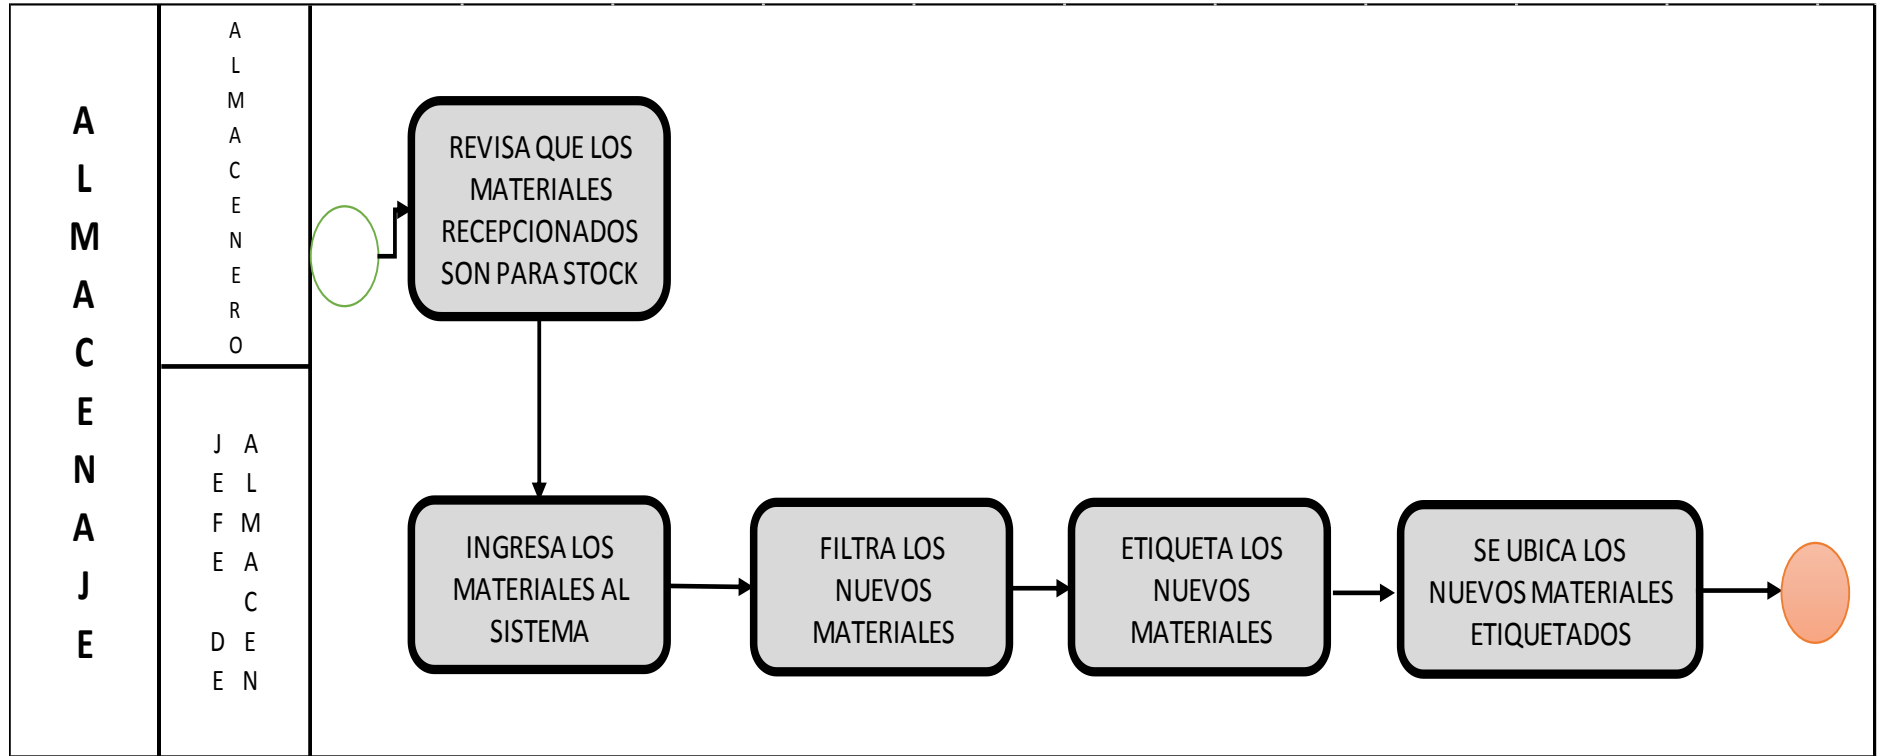 ALMACENAJE
ALMACENERO
REVISA QUE LOS
MATERIALES
RECEPCIONADOS
SON PARA STOCK
JEFE DE
ALMACEN
INGRESA LOS
MATERIALES AL
SISTEMA
FILTRA LOS
NUEVOS
MATERIALES
ETIQUETA LOS
NUEVOS
MATERIALES
SE UBICA LOS
NUEVOS MATERIALES
ETIQUETADOS